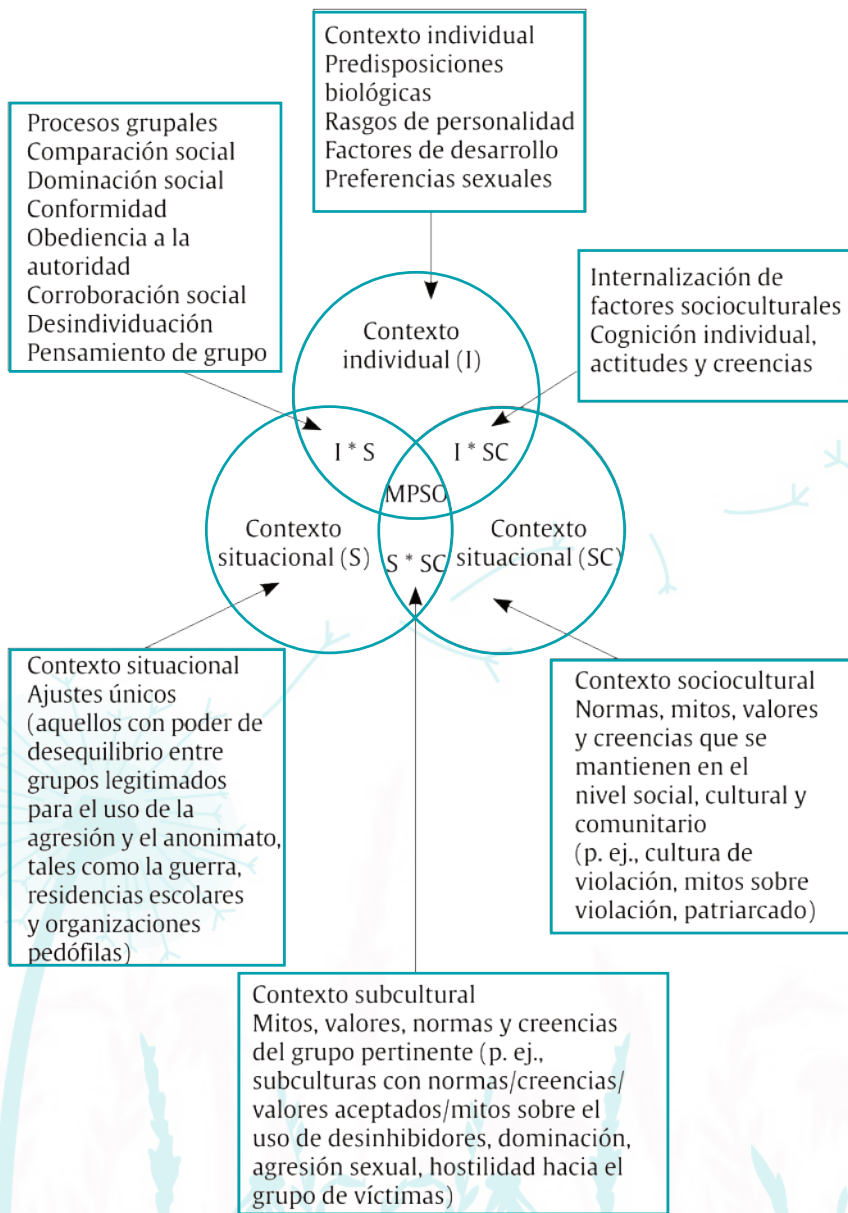 Contexto individual
Predisposiciones
biológicas
Rasgos de personalidad
Factores de desarrollo
Preferencias sexuales
Procesos grupales
Comparación social
Dominación social
Conformidad
Obediencia a la
autoridad
Corroboración social
Desindividuación
Pensamiento de grupo
Internalización de
factores socioculturales
Cognición individual,
actitudes y creencias
Contexto
individual (I)
I * S
I * SC
MPSO
Contexto
situacional (S)
S * SC
Contexto
situacional (SC)
Contexto situacional
Ajustes únicos
(aquellos con poder de
desequilibrio entre
grupos legitimados
para el uso de la
agresión y el anonimato,
tales como la guerra,
residencias escolares
y organizaciones
pedófilas)
Contexto sociocultural
Normas, mitos, valores
y creencias que se
mantienen en el
nivel social, cultural y
comunitario
(p. ej., cultura de
violación, mitos sobre
violación, patriarcado)
Contexto subcultural
Mitos, valores, normas y creencias
del grupo pertinente (p. ej.,
subculturas con normas/creencias/
valores aceptados/mitos sobre el
uso de desinhibidores, dominación,
agresión sexual, hostilidad hacia el
grupo de víctimas)